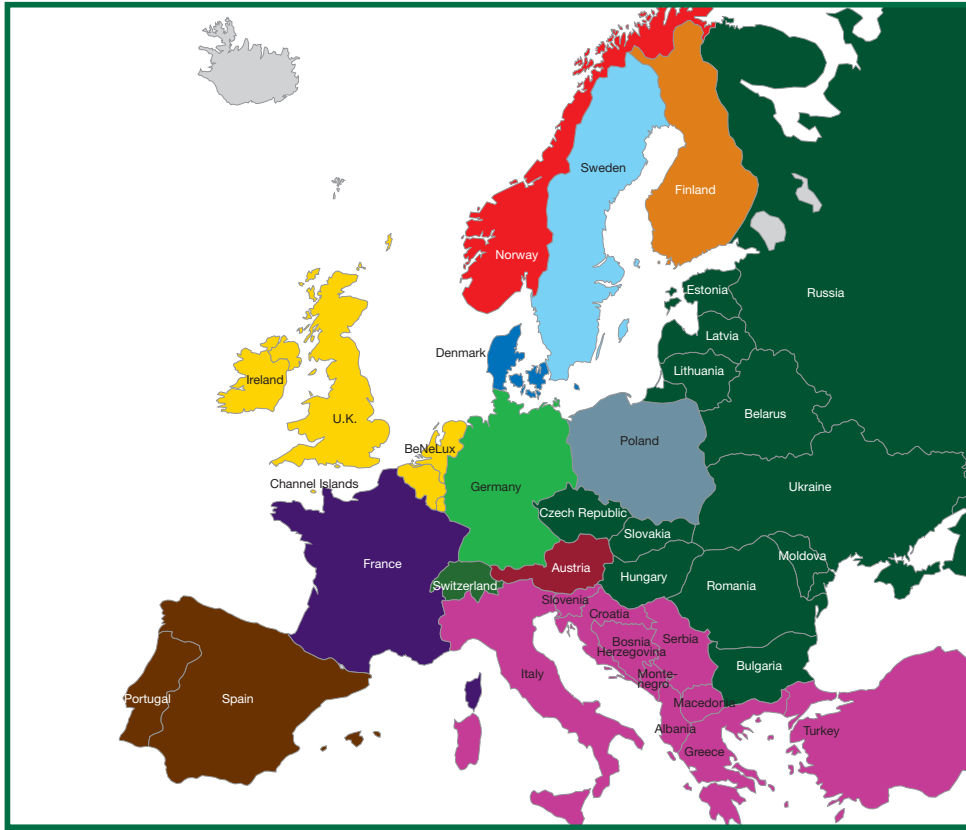 Sweden
Finland
Norway
Estonia
Russia
Latvia
Denmark
Lithuania
Ireland
Belarus
U.K.
Poland
BeNeLux
Channel Islands
Germany
Ukraine
Czech Republic
Slovakia
France
Austria
Moldova
Switzerland
Hungary
Romania
Slovenia
Croatia
Bosnia
Herzegovina
Serbia
Bulgaria
Italy
Monte-
negro
Portugal
Spain
Macedonia
Albania
Turkey
Greece